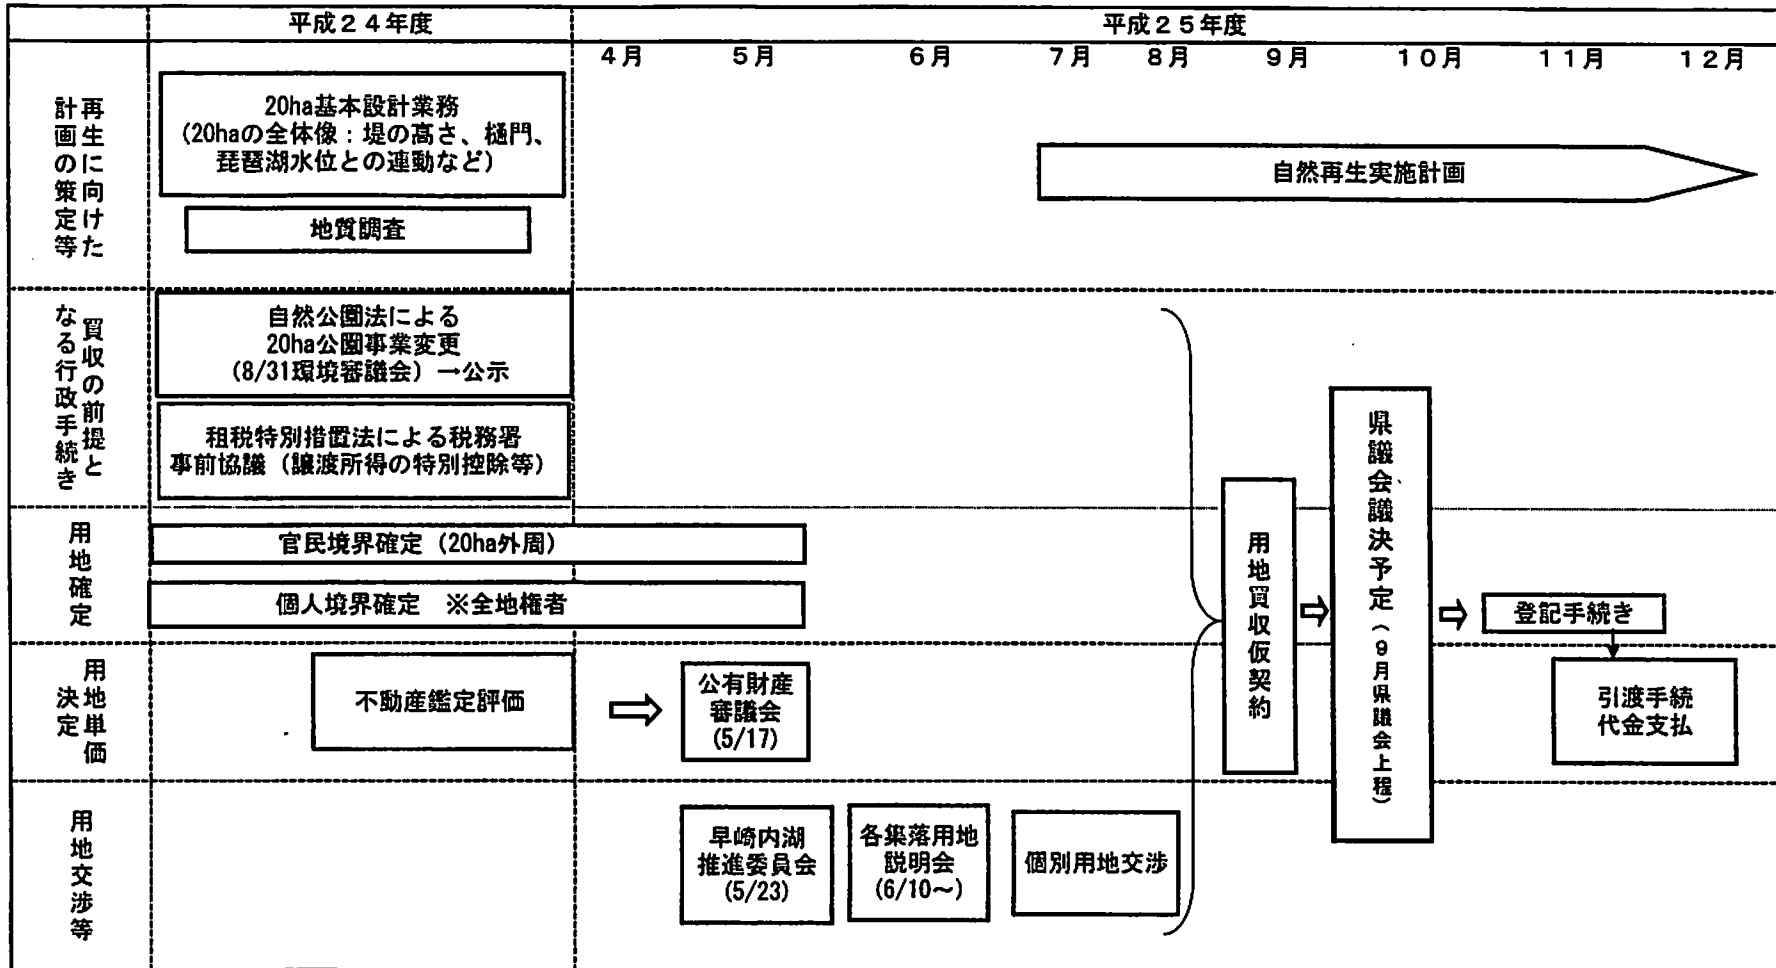 平成２４年度
平成２５年度
４月
５月
６月
７月
８月
９月
１０月
１１月
１２月
再生に向けた
計画の策定等
20ha基本設計業務
（20haの全体像：堤の高さ、樋門、
琵琶湖水位との連動など）
地質調査
自然再生実施計画
買収の前提と
なる行政手続き
自然公園法による
20ha公園事業変更
（8/31環境審議会）→公示
租税特別措置法による税務署
事前協議（譲渡所得の特別控除等）
用地確定
官民境界確定（20ha外周）
個人境界確定　※全地権者
用地単価
決定
不動産鑑定評価
公有財産
審議会
(5/17)
用地交渉等
早崎内湖
推進委員会
(5/23)
各集落用地
説明会
(6/10～)
個別用地交渉
用地買収仮契約
県議会議決予定（９月県議会上程）
登記手続き
引渡手続
代金支払